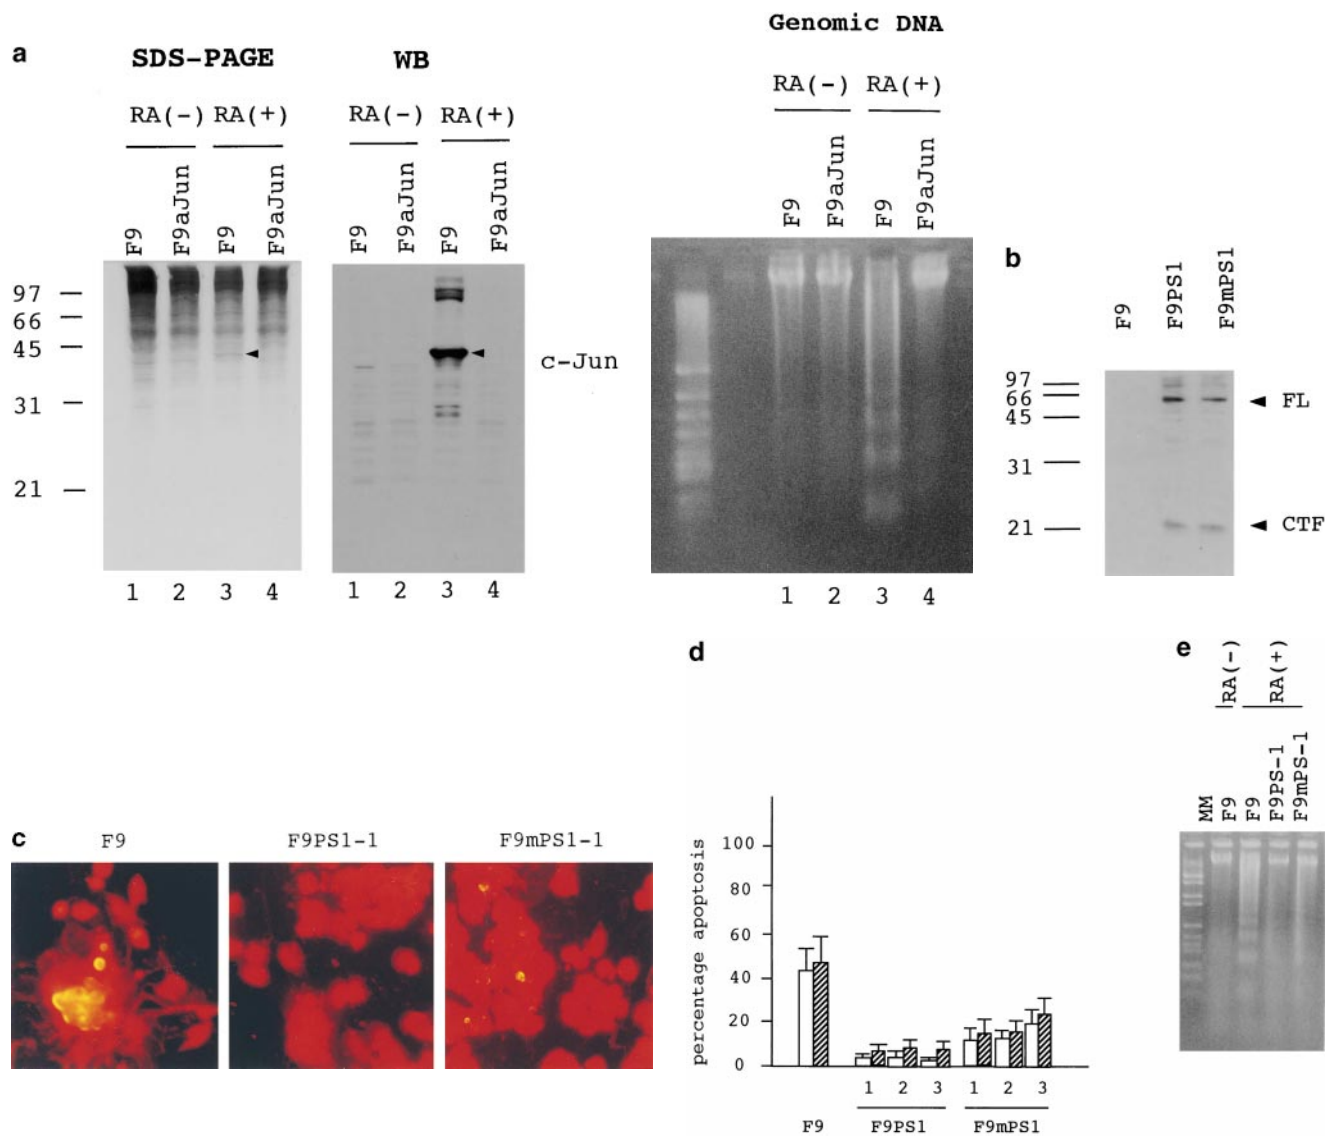 a
SDS-PAGE
RA(-) RA(+)
F9 F9aJun F9 F9aJun
97
66
45
31
21
1 2 3 4
WB
RA(-) RA(+)
F9 F9aJun F9 F9aJun
c-Jun
1 2 3 4
Genomic DNA
RA(-) RA(+)
F9 F9aJun F9 F9aJun
1 2 3 4
b
F9 F9PS1 F9mPS1
97
66
45
31
21
FL
CTF
c
F9 F9PS1-1 F9mPS1-1
d
percentage apoptosis
100
80
60
40
20
0
1 2 3 1 2 3
F9 F9PS1 F9mPS1
e
RA(-) RA(+)
MM F9 F9 F9PS-1 F9mPS-1